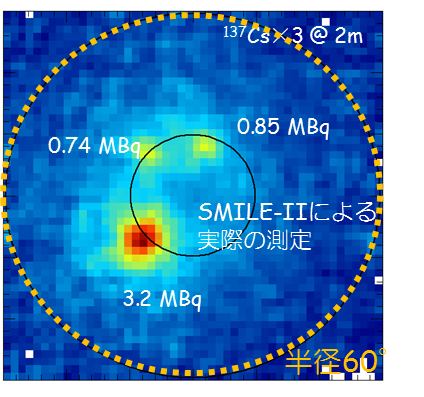 ¹³⁷Cs×3 @ 2m
0.74 MBq
0.85 MBq
SMILE-IIによる
実際の測定
3.2 MBq
半径60°